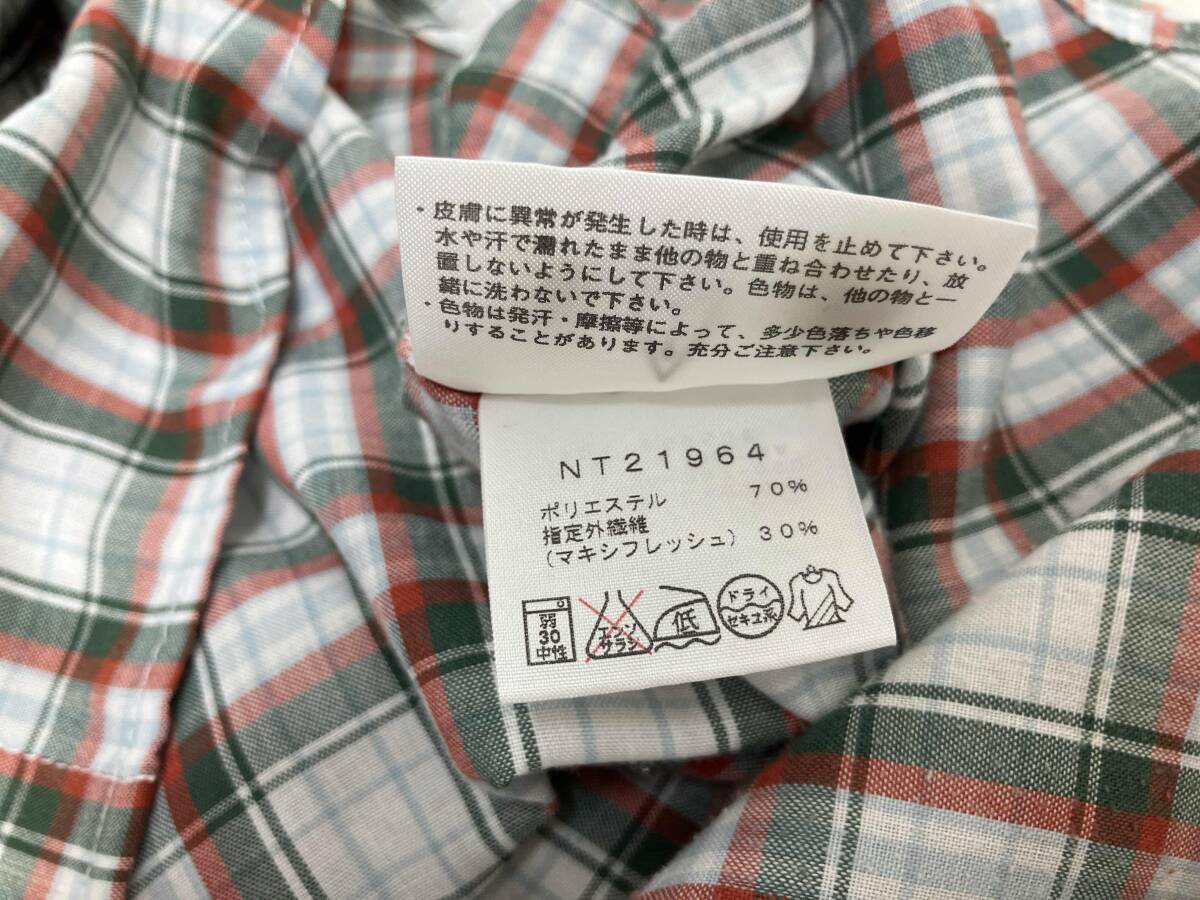 ・皮膚に異常が発生した時は、使用を止めて下さい。
水や汗で濡れたまま他の物と重ね合わせたり、放
置しないようにして下さい。色物は、他の物と一
緒に洗わないで下さい。
・色物は発汗・摩擦等によって、多少色落ちや色移
りすることがあります。充分ご注意下さい。
NT21964
ポリエステル 70%
指定外繊維
(マキシフレッシュ) 30%
弱
30
中性
エンソ
サラシ
低
ドライ
セキユ系